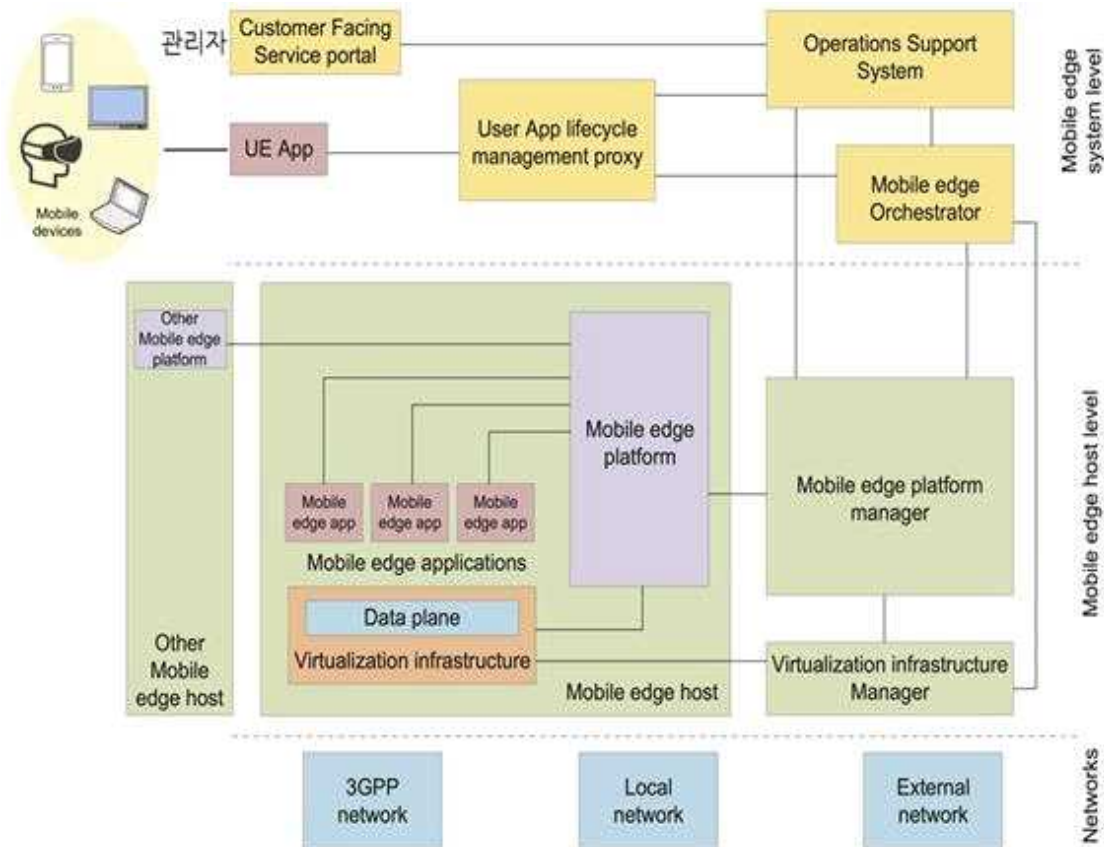 관리자
Customer Facing
Service portal
Operations Support
System
User App lifecycle
management proxy
UE App
Mobile edge
Orchestrator
Mobile
devices
Mobile edge
system level
Other
Mobile edge
platform
Mobile edge
platform
Mobile
edge app
Mobile
edge app
Mobile
edge app
Mobile edge applications
Mobile edge platform
manager
Data plane
Virtualization infrastructure
Other
Mobile
edge host
Mobile edge host
Virtualization infrastructure
Manager
Mobile edge host level
3GPP
network
Local
network
External
network
Networks